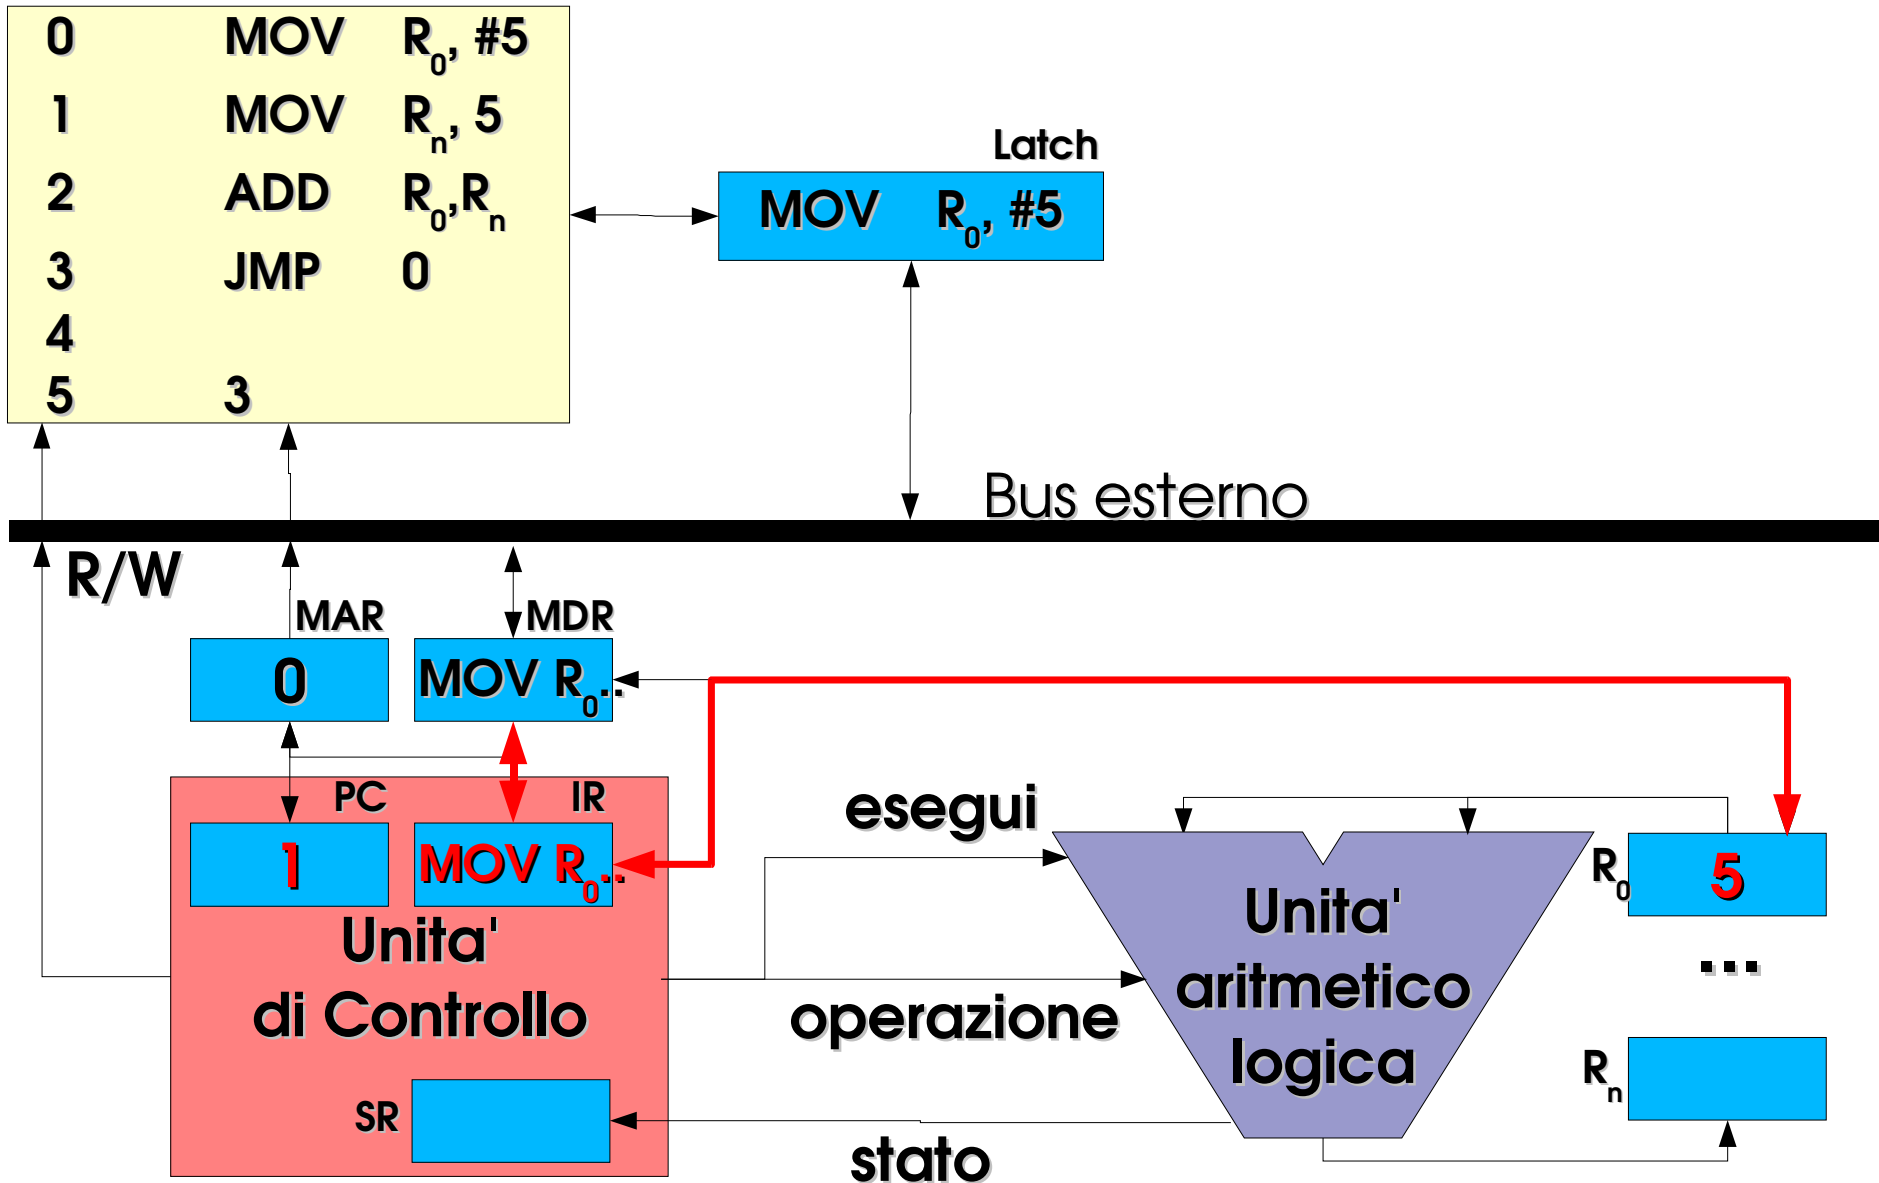 0 MOV R0, #5
1 MOV Rn, 5
2 ADD R0,Rn
3 JMP 0
4
5 3
Latch
MOV R0, #5
Bus esterno
R/W
MAR
MDR
0
MOV R0..
PC
IR
1
MOV R0..
Unita'
di Controllo
SR
esegui
operazione
stato
Unita'
aritmetico
logica
R0
5
...
Rn